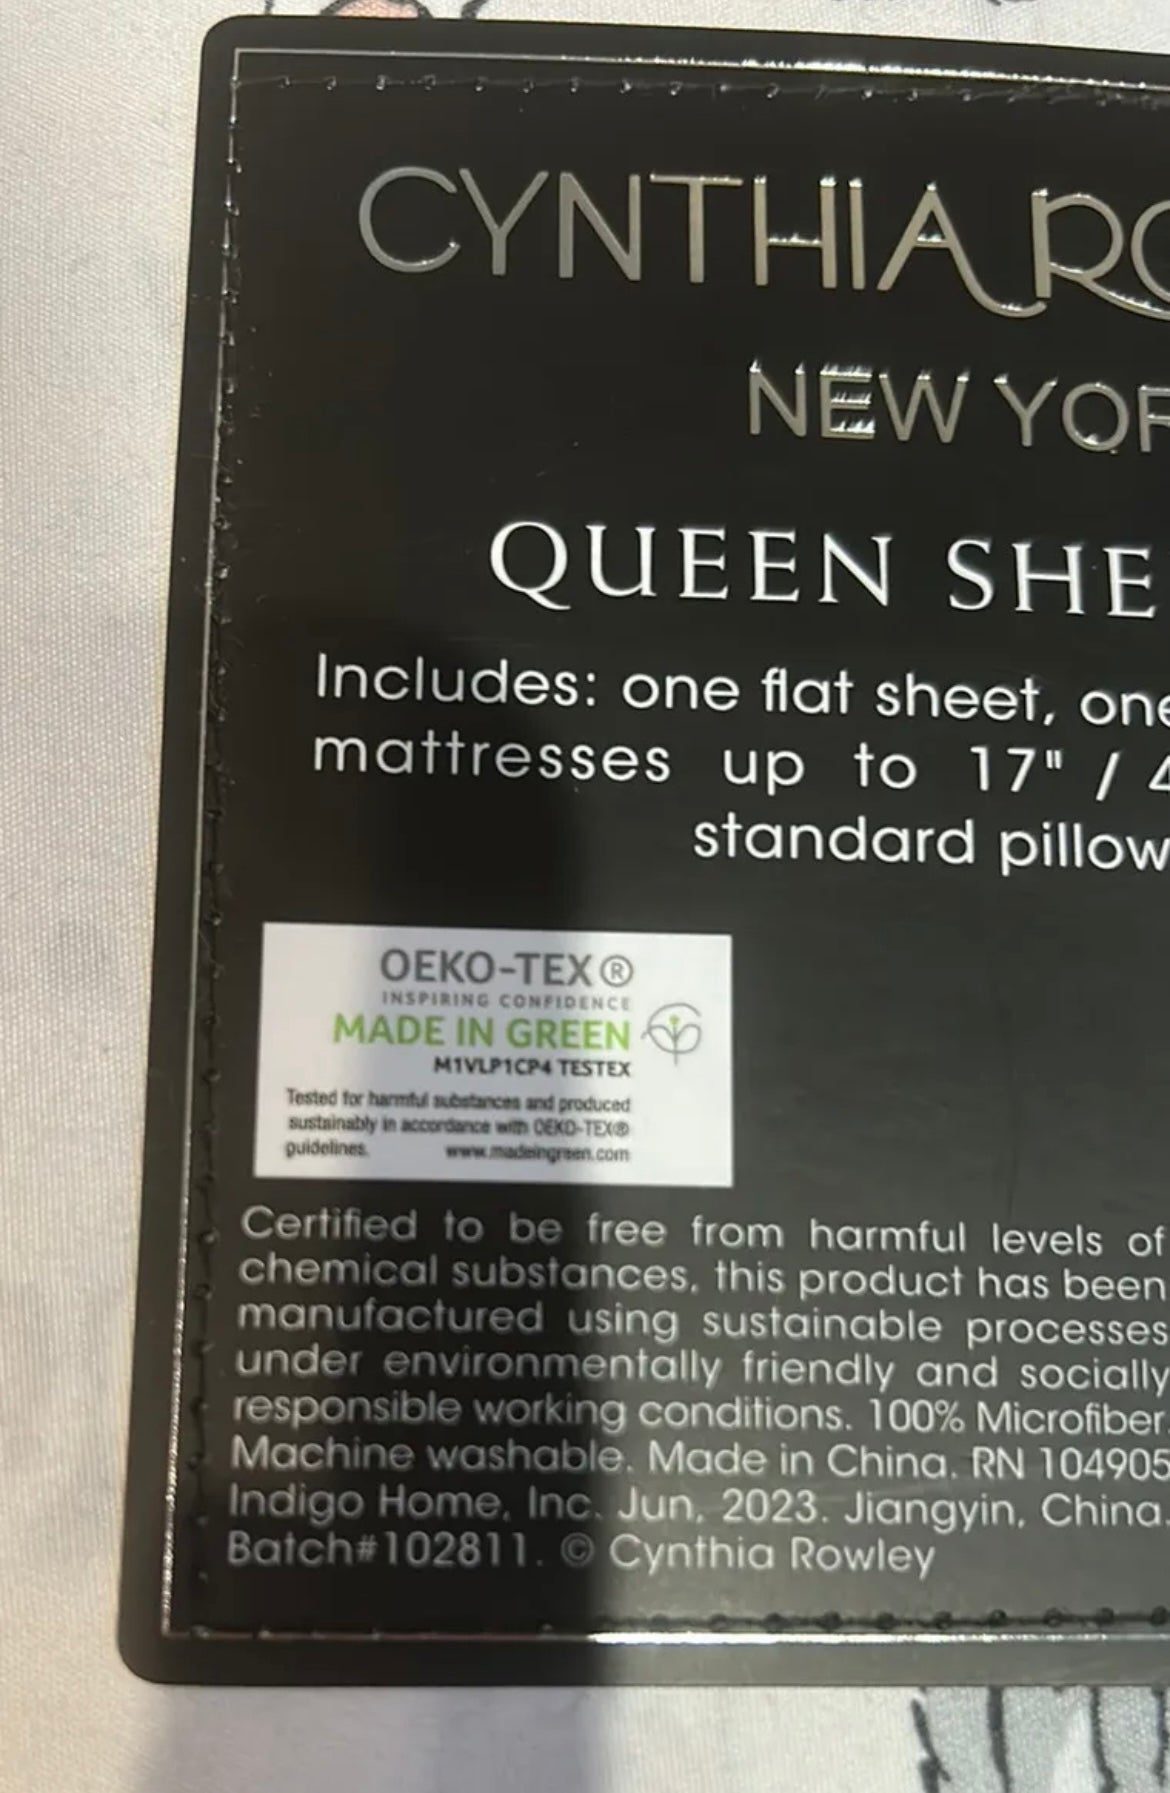 CYNTHIA RO
NEW YOR
QUEEN SHE
Includes: one flat sheet, one
mattresses up to 17" / 4
standard pillow
OEKO-TEX®
INSPIRING CONFIDENCE
MADE IN GREEN
M1VLP1CP4 TESTEX
Tested for harmful substances and produced
sustainably in accordance with OEKO-TEX®
guidelines. www.madeingreen.com
Certified to be free from harmful levels of
chemical substances, this product has been
manufactured using sustainable processes
under environmentally friendly and socially
responsible working conditions. 100% Microfiber.
Machine washable. Made in China. RN 104905
Indigo Home, Inc. Jun, 2023. Jiangyin, China.
Batch#102811. © Cynthia Rowley